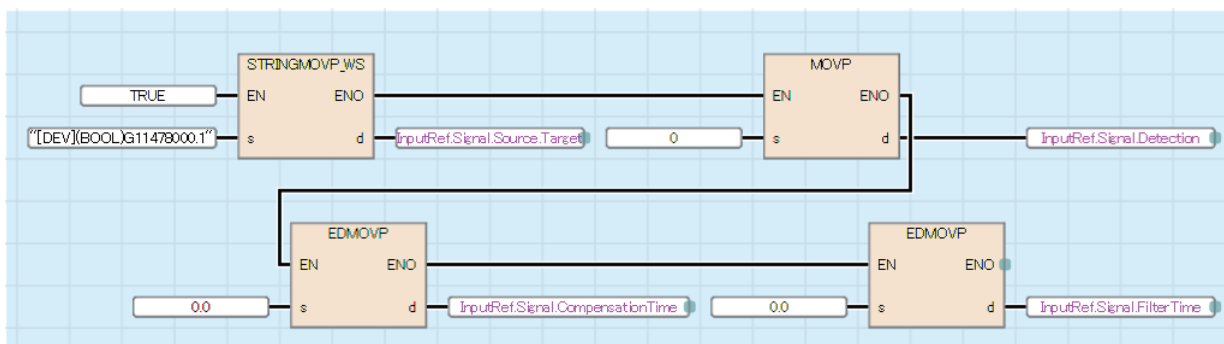 STRINGMOVP_WS
MOVP
TRUE
EN ENO
EN ENO
"[DEV](BOOL)G11478000.1"
s d
InputRef.Signal.Source.Target
0
s d
InputRef.Signal.Detection
EDMOVP
EDMOVP
EN ENO
EN ENO
0.0
s d
InputRef.Signal.CompensationTime
0.0
s d
InputRef.Signal.FilterTime